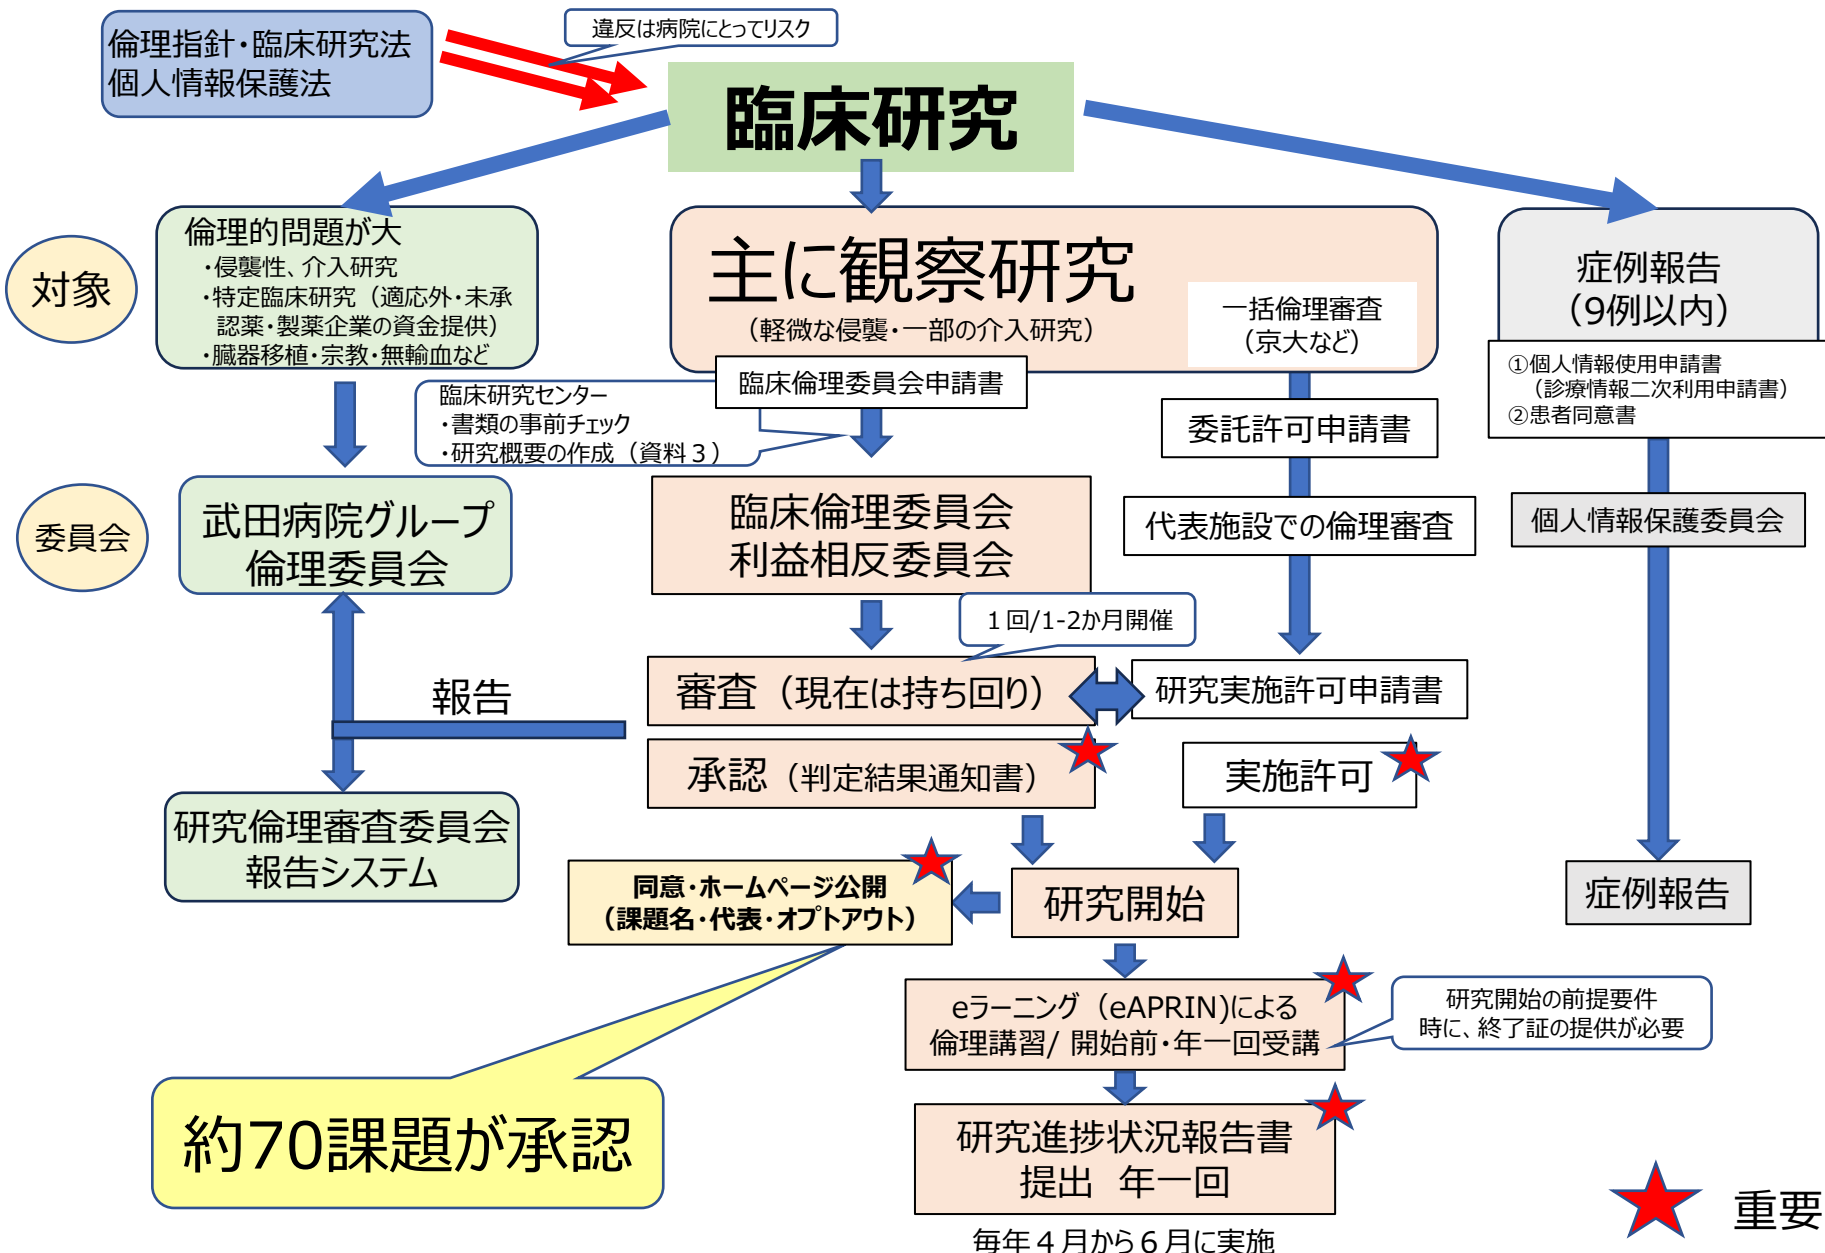 倫理指針・臨床研究法
個人情報保護法
違反は病院にとってリスク
臨床研究
対象
倫理的問題が大
・侵襲性、介入研究
・特定臨床研究（適応外・未承
認薬・製薬企業の資金提供）
・臓器移植・宗教・無輸血など
主に観察研究
（軽微な侵襲・一部の介入研究）
一括倫理審査
（京大など）
症例報告
（9例以内）
①個人情報使用申請書
（診療情報二次利用申請書）
②患者同意書
臨床倫理委員会申請書
臨床研究センター
・書類の事前チェック
・研究概要の作成（資料３）
委託許可申請書
委員会
武田病院グループ
倫理委員会
臨床倫理委員会
利益相反委員会
代表施設での倫理審査
個人情報保護委員会
１回/1-2か月開催
審査（現在は持ち回り）
研究実施許可申請書
報告
承認（判定結果通知書）
実施許可
研究倫理審査委員会
報告システム
同意・ホームページ公開
（課題名・代表・オプトアウト）
研究開始
症例報告
eラーニング（eAPRIN)による
倫理講習/ 開始前・年一回受講
研究開始の前提要件
時に、終了証の提供が必要
約70課題が承認
研究進捗状況報告書
提出 年一回
毎年４月から６月に実施
重要